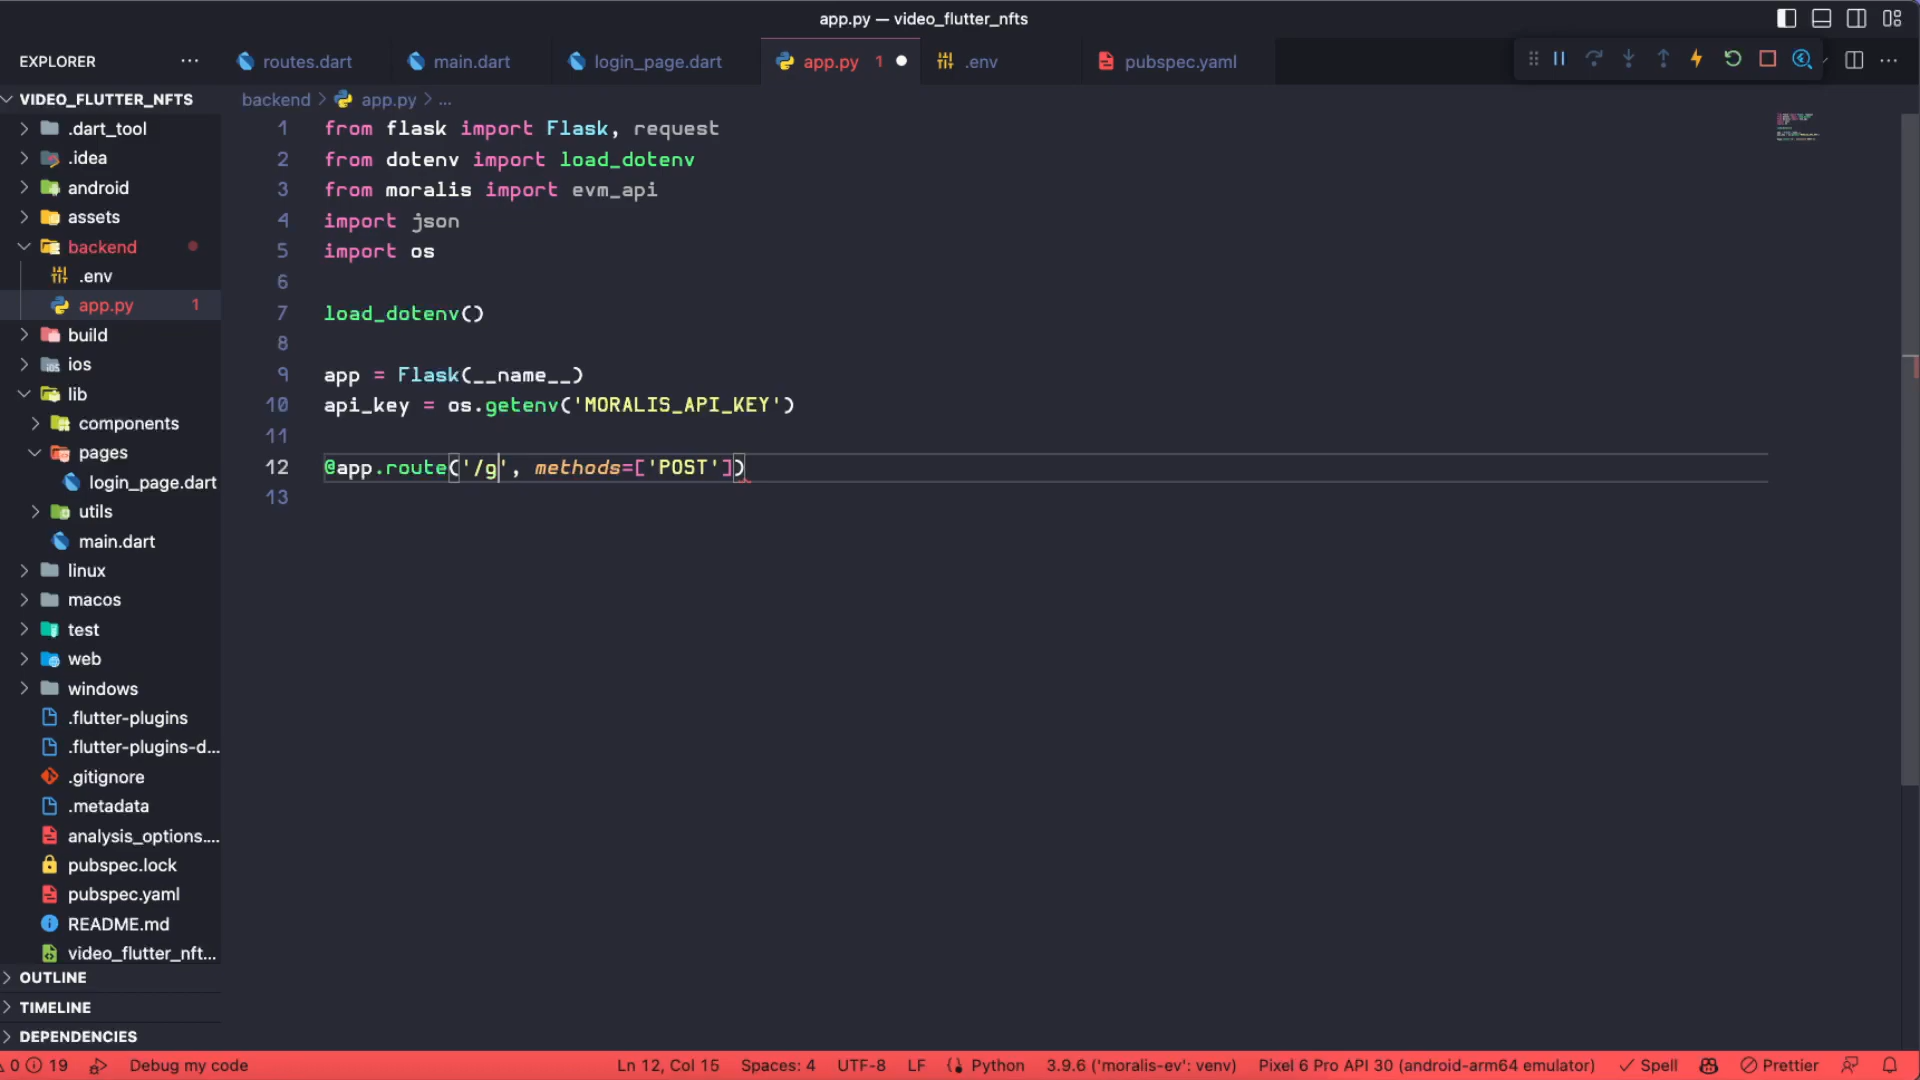 app.py — video_flutter_nfts
EXPLORER
routes.dart
main.dart
login_page.dart
app.py 1
.env
pubspec.yaml
VIDEO_FLUTTER_NFTS
.dart_tool
.idea
android
assets
backend
.env
app.py 1
build
ios
lib
components
pages
login_page.dart
utils
main.dart
linux
macos
test
web
windows
.flutter-plugins
.flutter-plugins-d...
.gitignore
.metadata
analysis_options....
pubspec.lock
pubspec.yaml
README.md
video_flutter_nft...
OUTLINE
TIMELINE
DEPENDENCIES
backend > app.py > ...
1 from flask import Flask, request
2 from dotenv import load_dotenv
3 from moralis import evm_api
4 import json
5 import os
6
7 load_dotenv()
8
9 app = Flask(__name__)
10 api_key = os.getenv('MORALIS_API_KEY')
11
12 @app.route('/g', methods=['POST'])
13
0 19 Debug my code Ln 12, Col 15 Spaces: 4 UTF-8 LF Python 3.9.6 ('moralis-ev': venv) Pixel 6 Pro API 30 (android-arm64 emulator) Spell Prettier